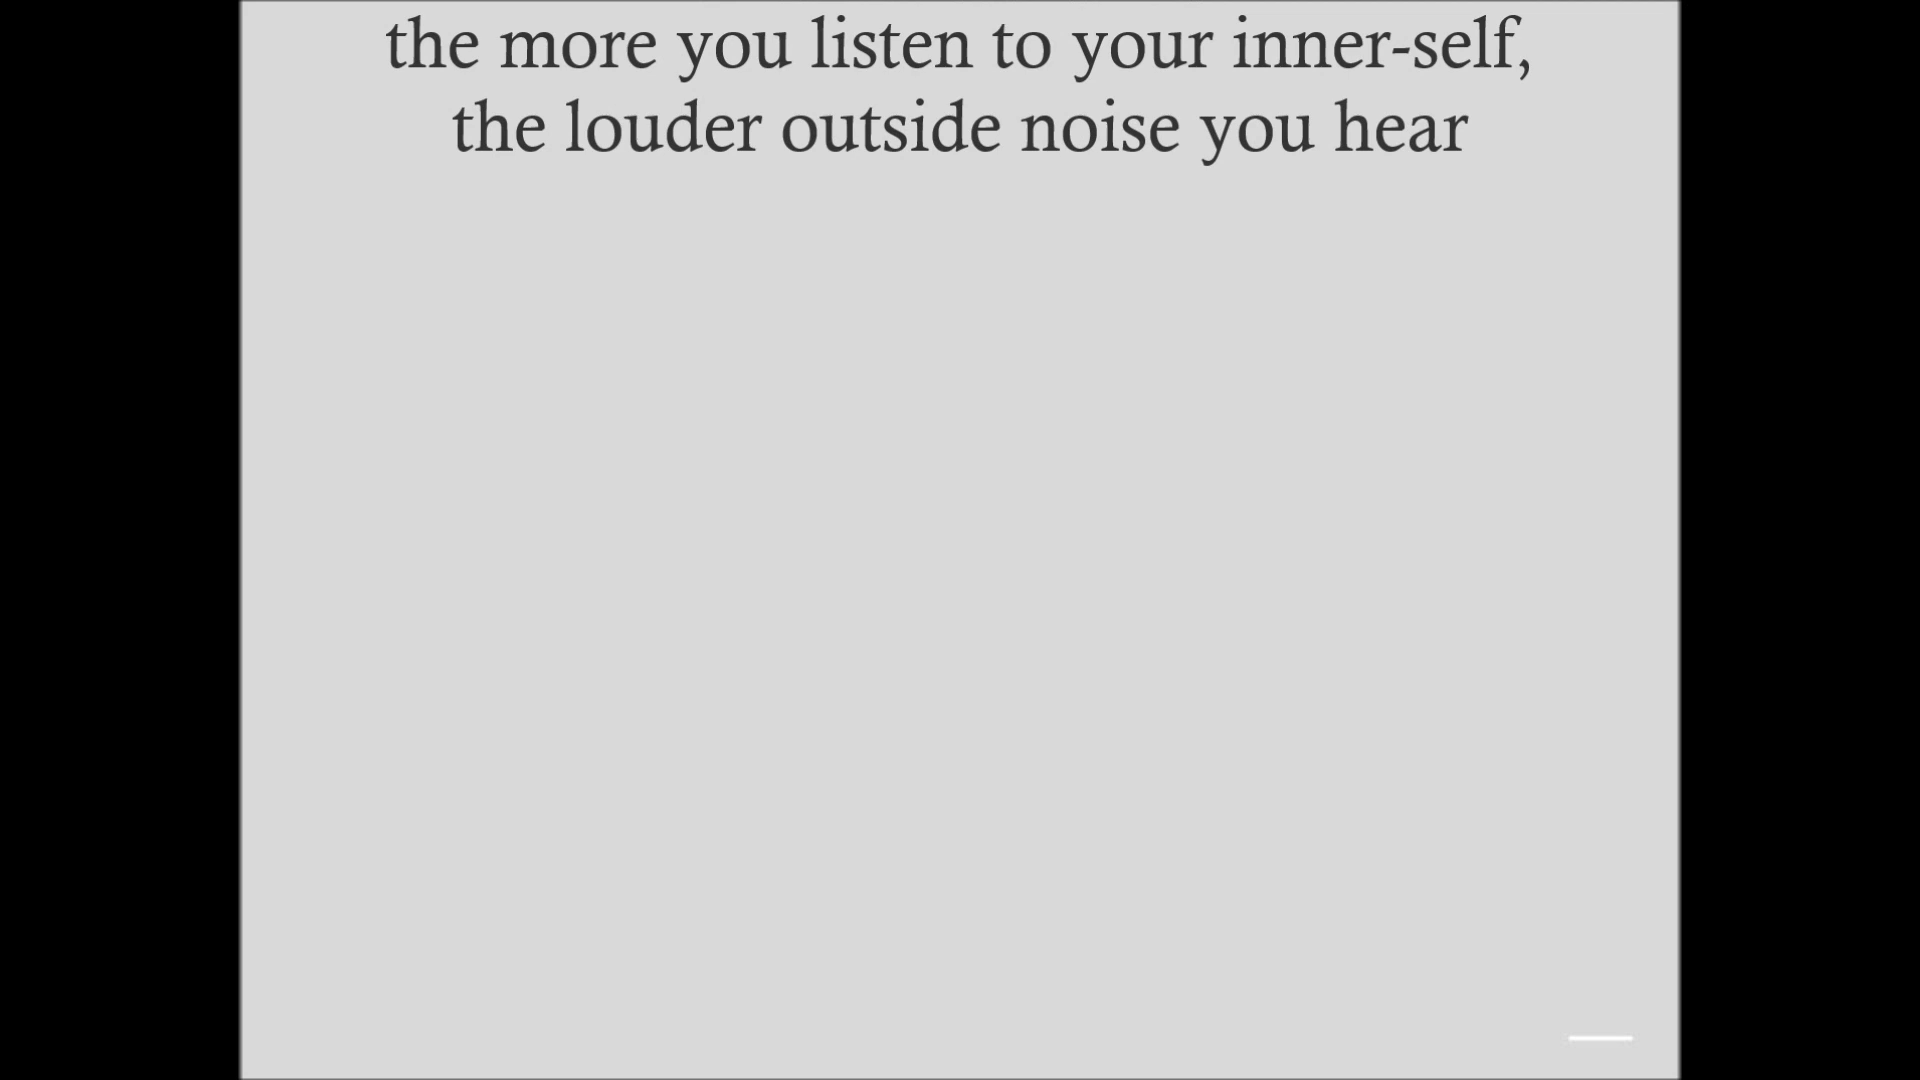 the more you listen to your inner-self,
the louder outside noise you hear